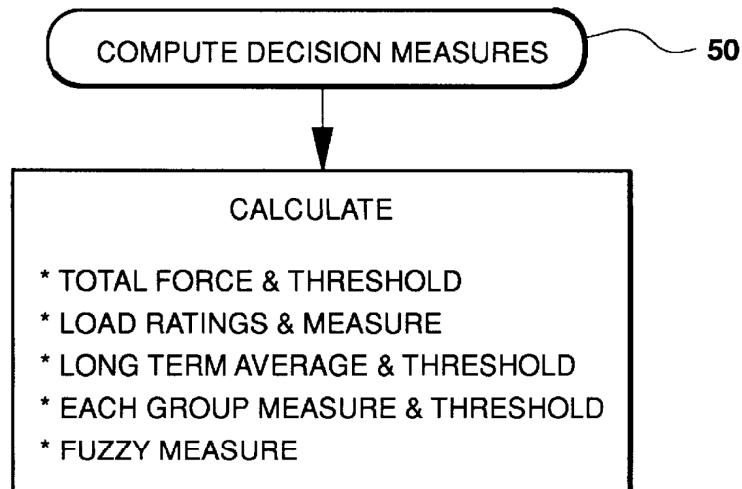 COMPUTE DECISION MEASURES
50
CALCULATE
* TOTAL FORCE & THRESHOLD
* LOAD RATINGS & MEASURE
* LONG TERM AVERAGE & THRESHOLD
* EACH GROUP MEASURE & THRESHOLD
* FUZZY MEASURE